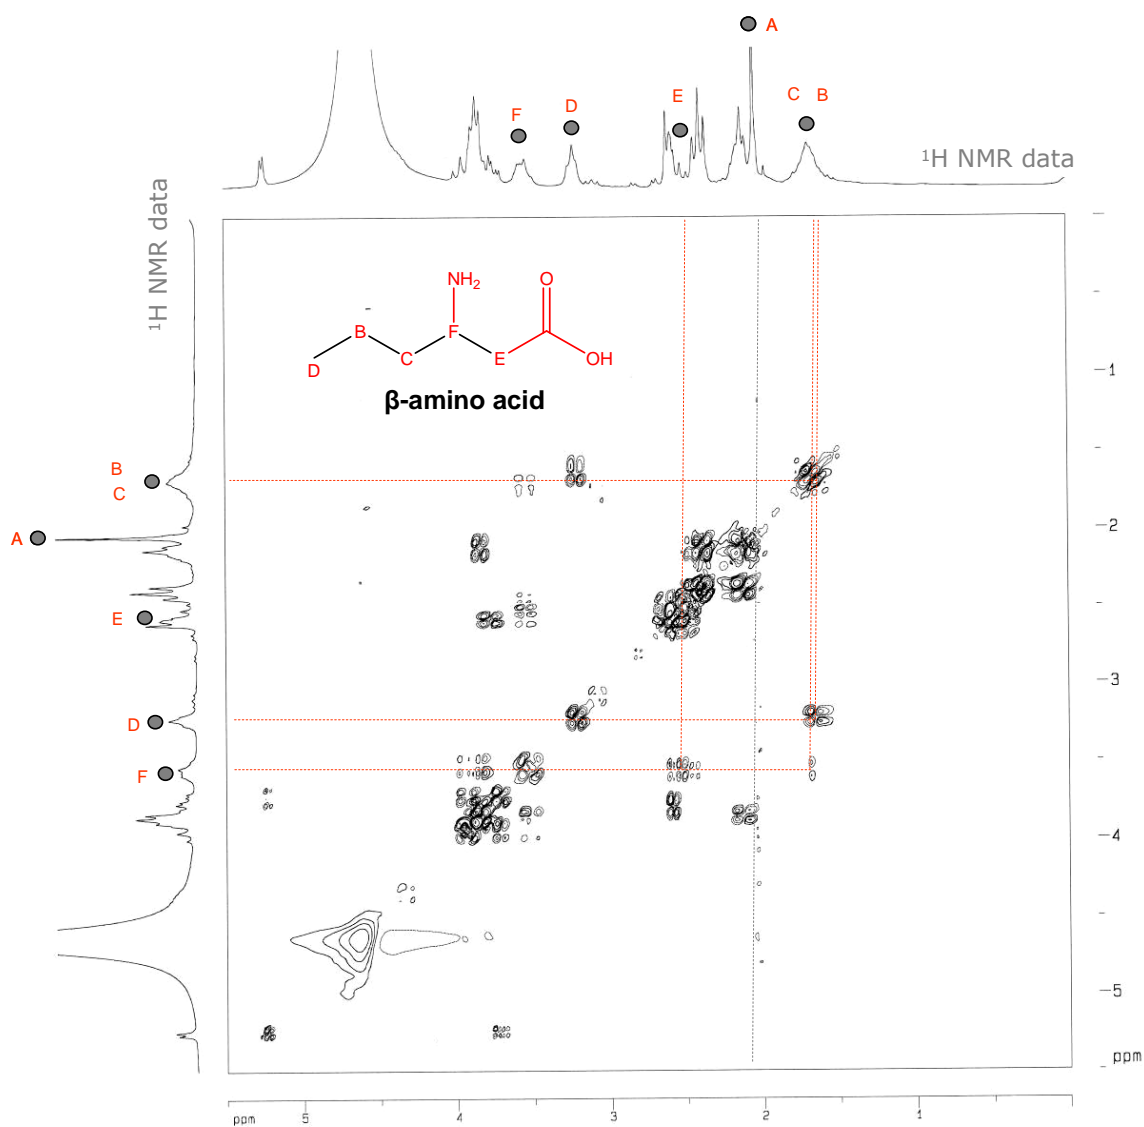 A
C B
E
D
F
¹H NMR data
¹H NMR data
NH₂
O
B
F
D
C
E
OH
β-amino acid
1
B
C
2
A
E
3
D
F
4
5
ppm
ppm 5 4 3 2 1